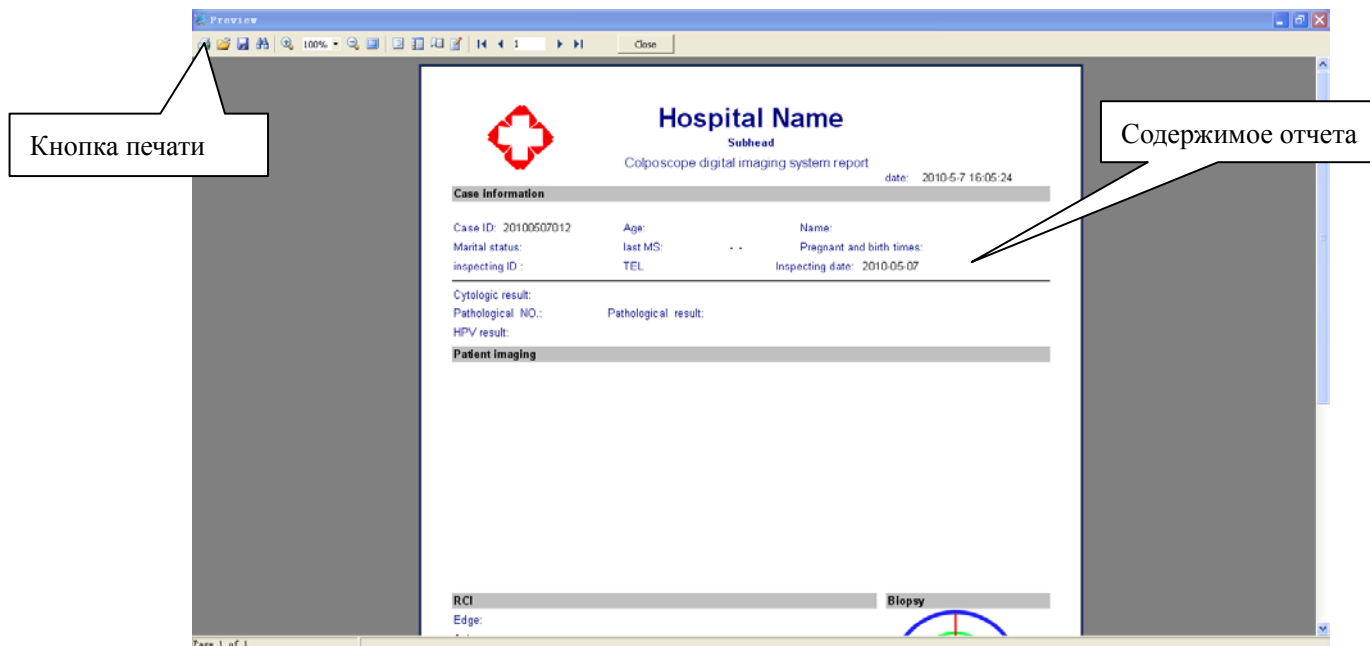 Preview
100%
1
Close
Кнопка печати
Содержимое отчета
Hospital Name
Subhead
Colposcope digital imaging system report
date: 2010-5-7 16:05:24
Case information
Case ID: 20100507012 Age: Name:
Marital status: last MS: - - Pregnant and birth times:
inspecting ID : TEL Inspecting date: 2010-05-07
Cytologic result:
Pathological NO.: Pathological result:
HPV result:
Patient imaging
RCI Biopsy
Edge:
Page 1 of 1